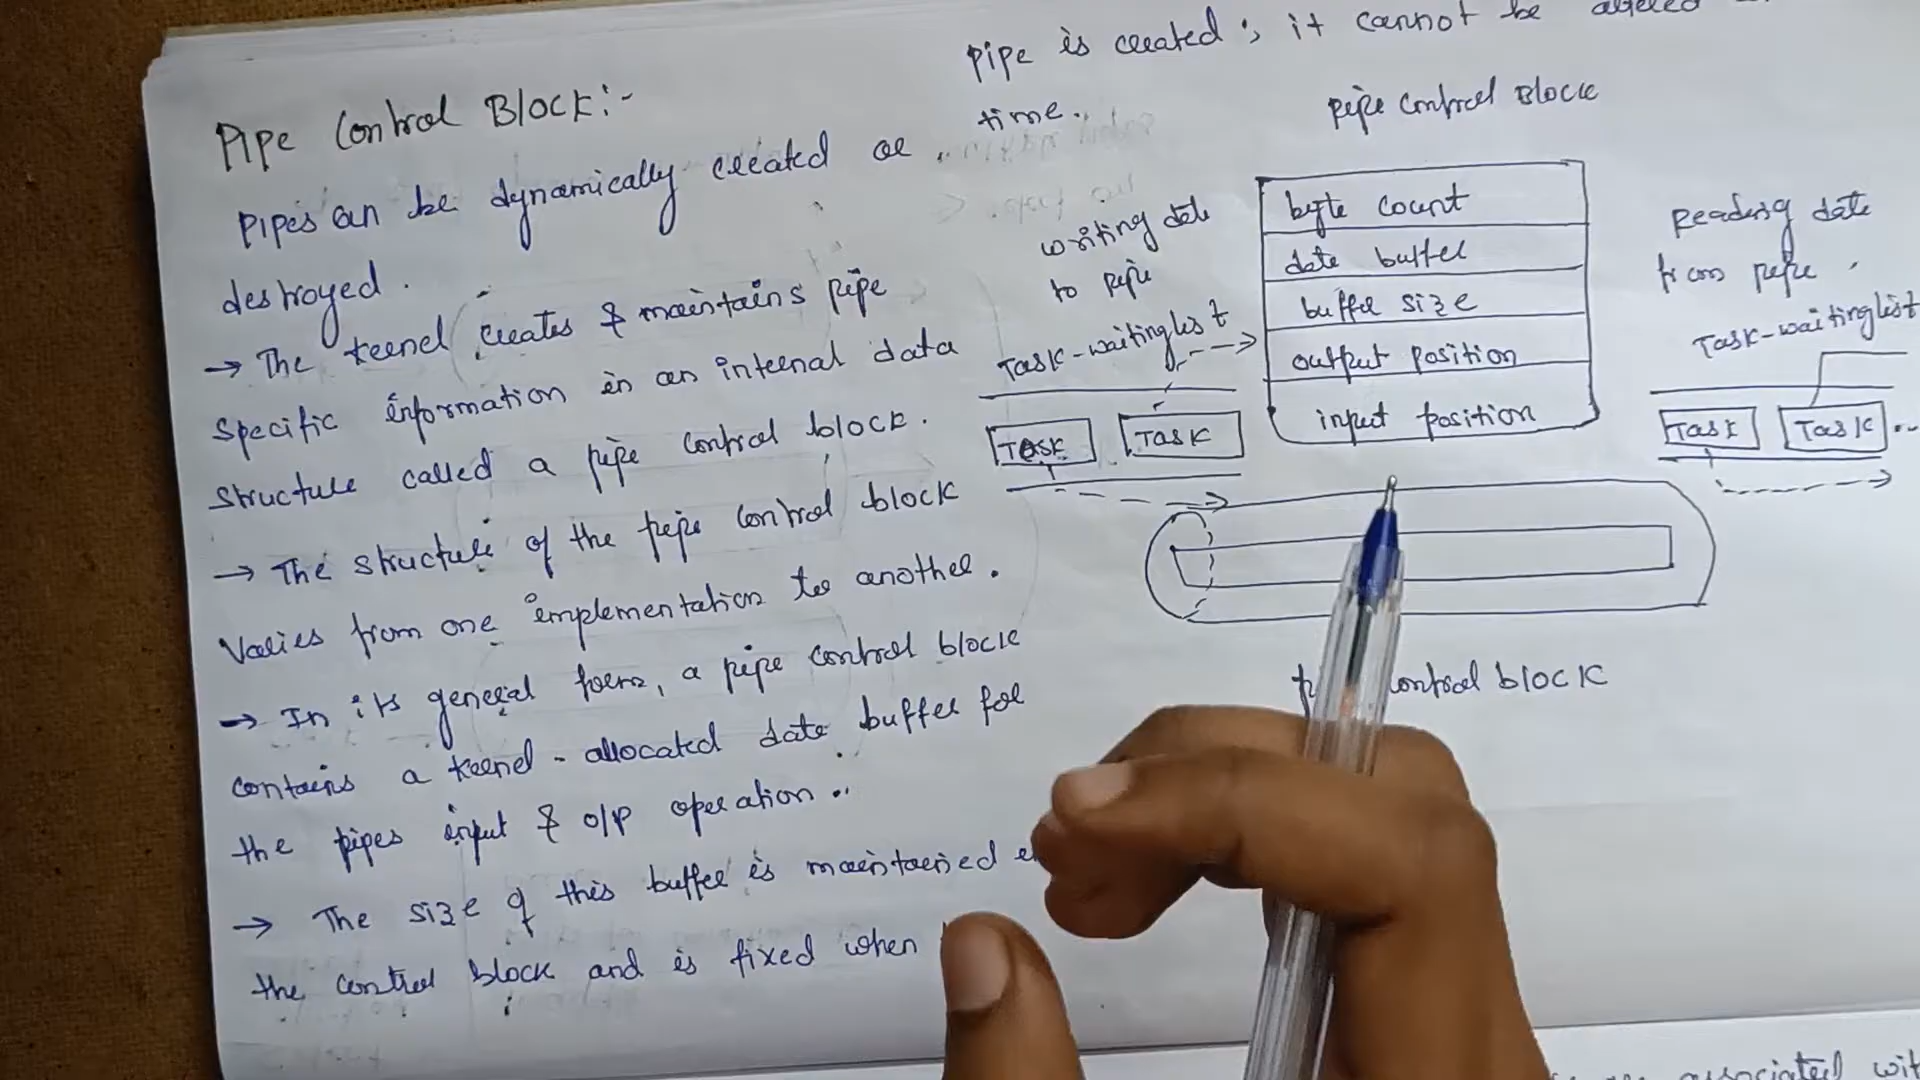 Pipe Control Block:-
Pipes can be dynamically created or
destroyed.
→ The kernel creates & maintains pipe
specific information in an internal data
structure called a pipe control block.
→ The structure of the pipe control block
Varies from one implementation to another.
→ In its general form, a pipe control block
contains a kernel-allocated data buffer for
the pipes input & o/p operation.
→ The size of this buffer is maintained
the control block and is fixed when
pipe is created; it cannot be altered
time.
pipe control Block
writing data
to pipe
Task-waiting list
Task Task
byte count
data buffer
buffer size
output position
input position
Reading data
from pipe.
Task-waiting list
Task Task ...
control block
associated